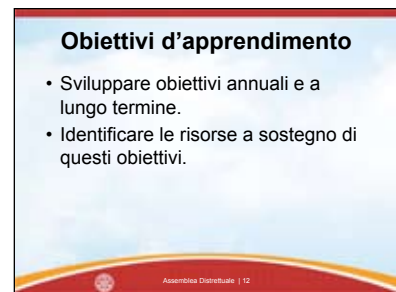 Obiettivi d’apprendimento
• Sviluppare obiettivi annuali e a
lungo termine.
• Identificare le risorse a sostegno di
questi obiettivi.
Assemblea Distrettuale | 12